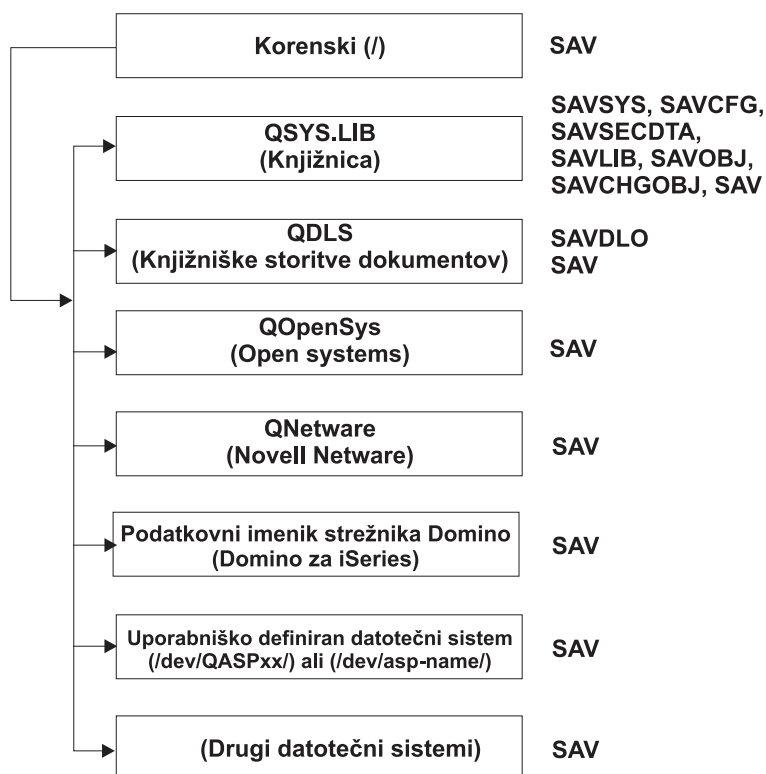 Korenski (/)
SAV
QSYS.LIB
(Knjižnica)
SAVSYS, SAVCFG,
SAVSECDTA,
SAVLIB, SAVOBJ,
SAVCHGOBJ, SAV
QDLS
(Knjižniške storitve dokumentov)
SAVDLO
SAV
QOpenSys
(Open systems)
SAV
QNetware
(Novell Netware)
SAV
Podatkovni imenik strežnika Domino
(Domino za iSeries)
SAV
Uporabniško definiran datotečni sistem
(/dev/QASPxx/) ali (/dev/asp-name/)
SAV
(Drugi datotečni sistemi)
SAV